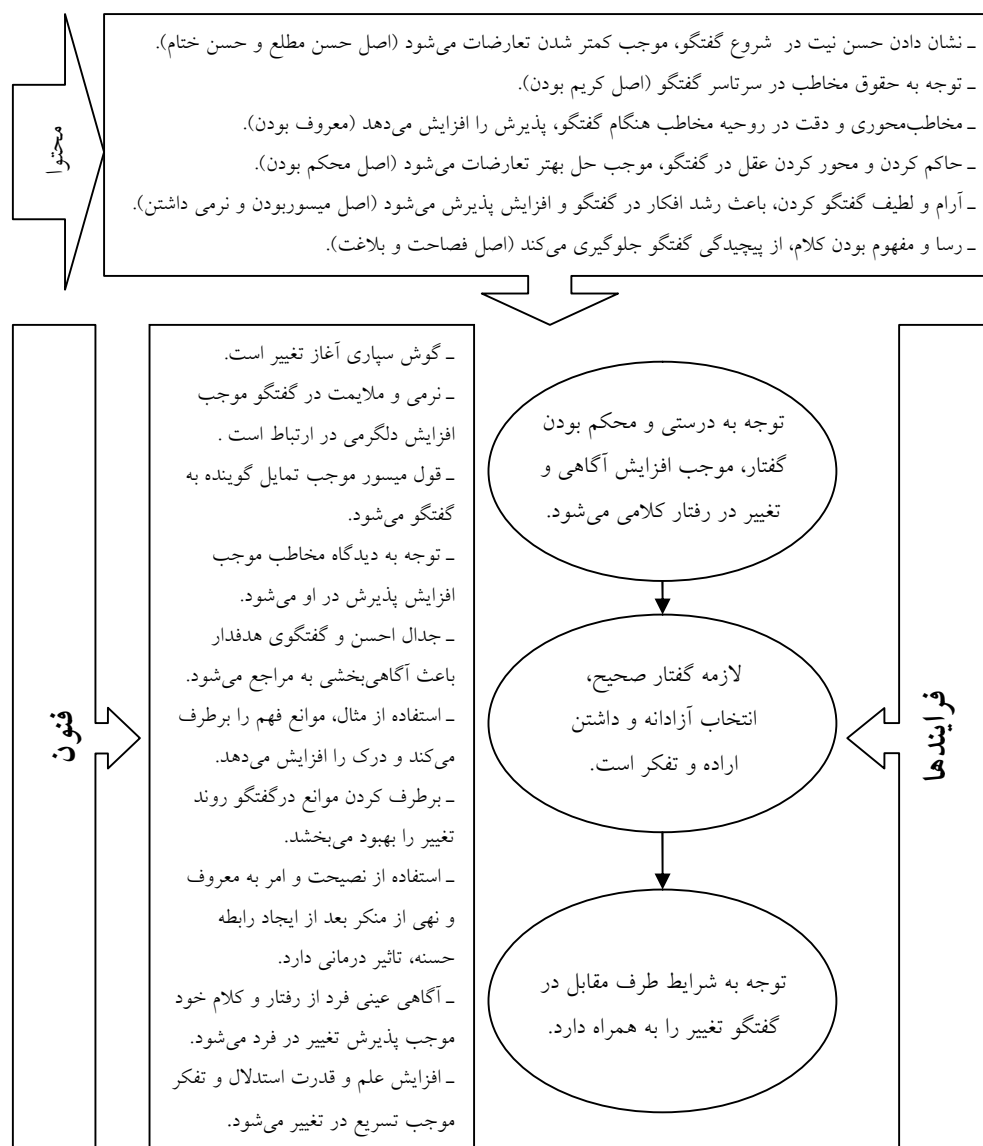 محتوا
ـ نشان دادن حسن نیت در شروع گفتگو، موجب کمتر شدن تعارضات می‌شود (اصل حسن مطلع و حسن ختام).
ـ توجه به حقوق مخاطب در سرتاسر گفتگو (اصل کریم بودن).
ـ مخاطب‌محوری و دقت در روحیه مخاطب هنگام گفتگو، پذیرش را افزایش می‌دهد (معروف بودن).
ـ حاکم کردن و محور کردن عقل در گفتگو، موجب حل بهتر تعارضات می‌شود (اصل محکم بودن).
ـ آرام و لطیف گفتگو کردن، باعث رشد افکار در گفتگو و افزایش پذیرش می‌شود (اصل میسوربودن و نرمی داشتن).
ـ رسا و مفهوم بودن کلام، از پیچیدگی گفتگو جلوگیری می‌کند (اصل فصاحت و بلاغت).
فرایندها
توجه به درستی و محکم بودن
گفتار، موجب افزایش آگاهی و
تغییر در رفتار کلامی می‌شود.
لازمه گفتار صحیح،
انتخاب آزادانه و داشتن
اراده و تفکر است.
توجه به شرایط طرف مقابل در
گفتگو تغییر را به همراه دارد.
ـ گوش سپاری آغاز تغییر است.
ـ نرمی و ملایمت در گفتگو موجب
افزایش دلگرمی در ارتباط است .
ـ قول میسور موجب تمایل گوینده به
گفتگو می‌شود.
ـ توجه به دیدگاه مخاطب موجب
افزایش پذیرش در او می‌شود.
ـ جدال احسن و گفتگوی هدفدار
باعث آگاهی‌بخشی به مراجع می‌شود.
ـ استفاده از مثال، موانع فهم را برطرف
می‌کند و درک را افزایش می‌دهد.
ـ برطرف کردن موانع درگفتگو روند
تغییر را بهبود می‌بخشد.
ـ استفاده از نصیحت و امر به معروف
و نهی از منکر بعد از ایجاد رابطه
حسنه، تاثیر درمانی دارد.
ـ آگاهی عینی فرد از رفتار و کلام خود
موجب پذیرش تغییر در فرد می‌شود.
ـ افزایش علم و قدرت استدلال و تفکر
موجب تسریع در تغییر می‌شود.
فنون